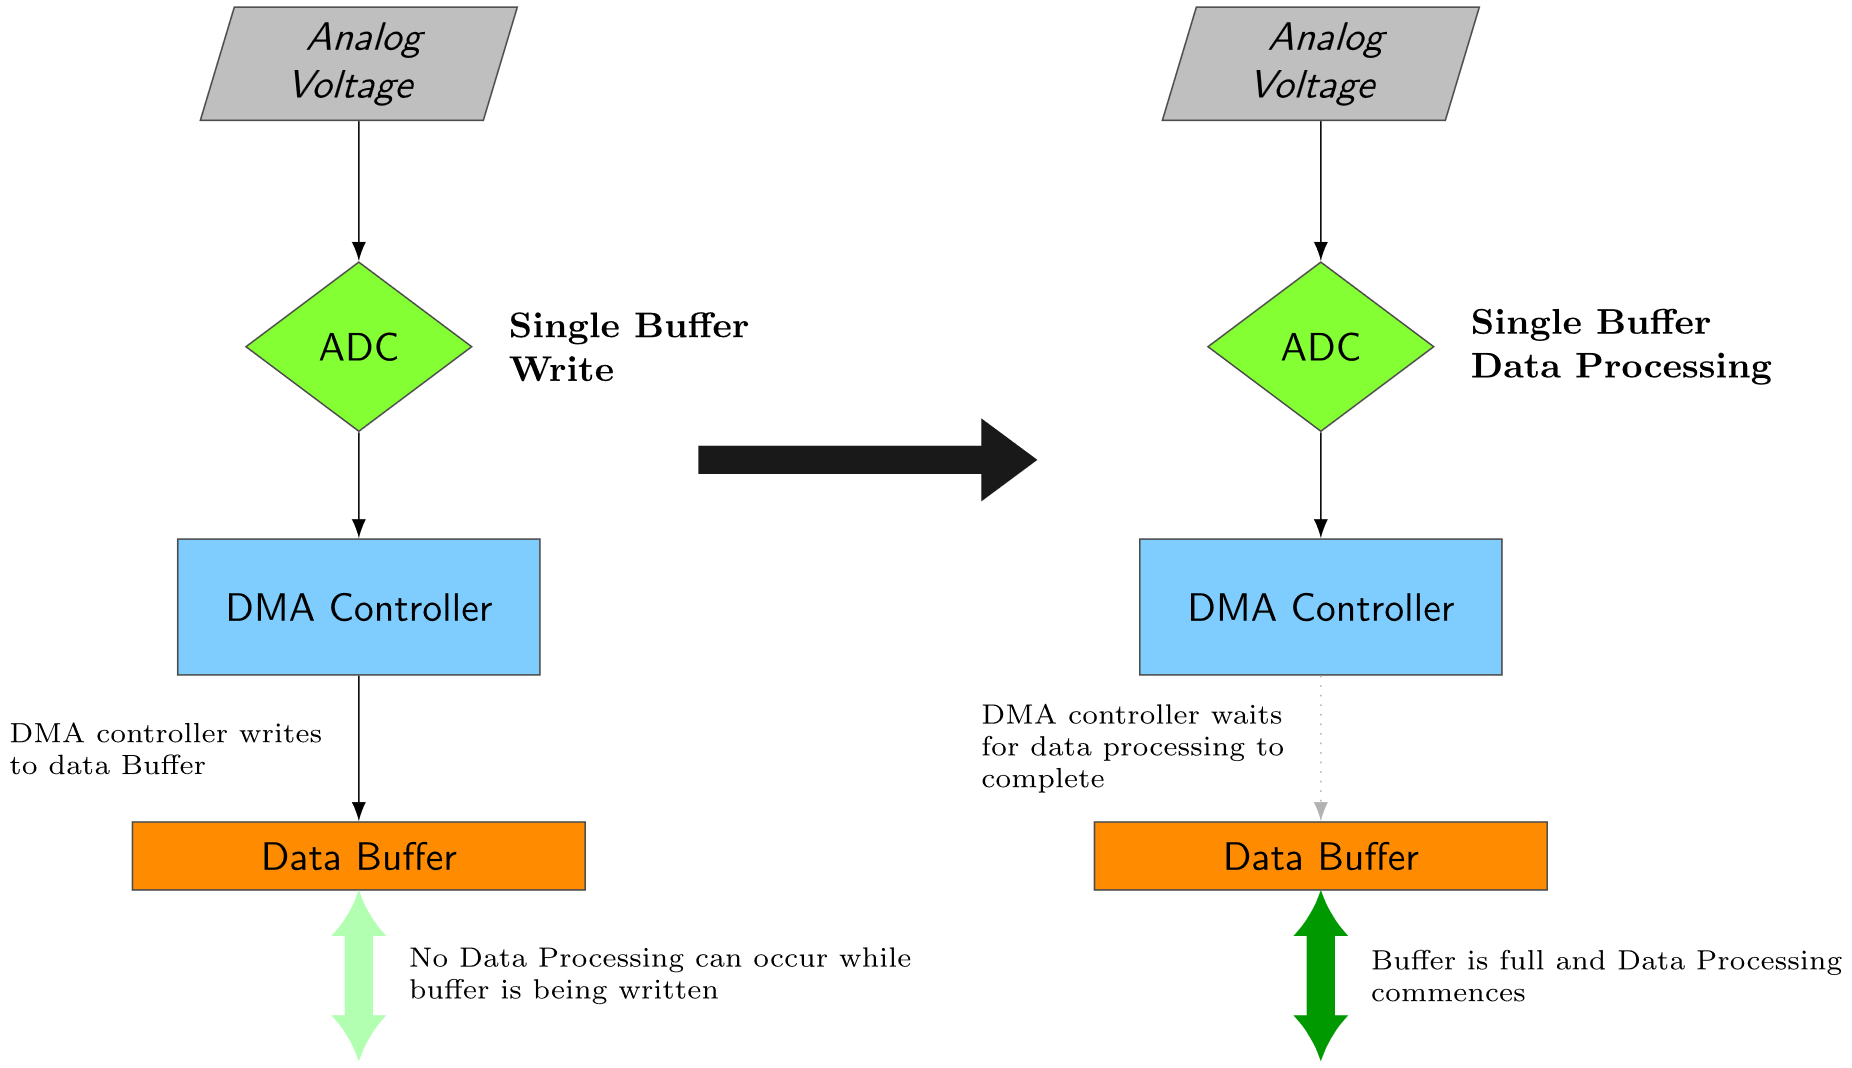 Analog
Voltage
ADC
Single Buffer
Write
DMA Controller
DMA controller writes
to data Buffer
Data Buffer
No Data Processing can occur while
buffer is being written
Analog
Voltage
ADC
Single Buffer
Data Processing
DMA Controller
DMA controller waits
for data processing to
complete
Data Buffer
Buffer is full and Data Processing
commences